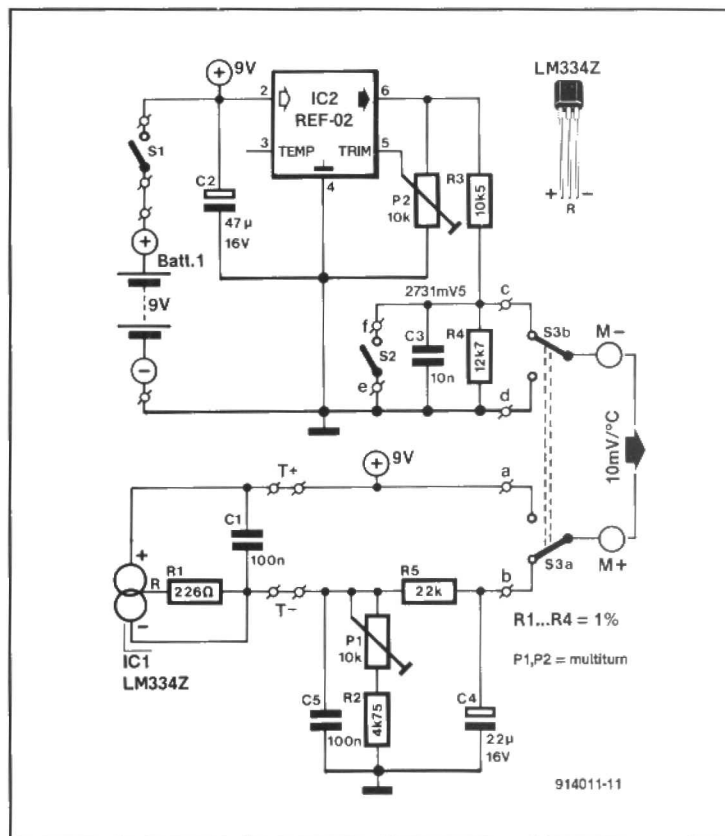 9V
LM334Z
2
IC2
REF-02
6
3
TEMP
TRIM
5
4
S1
C2
47µ
16V
P2
10k
R3
10k5
+
R
−
Batt.1
9V
+
−
2731mV5
c
f
S2
e
C3
10n
R4
12k7
d
S3b
M−
10mV/°C
9V
T+
a
C1
100n
+
R
R1
226Ω
−
T−
IC1
LM334Z
R5
22k
b
S3a
M+
P1
10k
R2
4k75
C5
100n
C4
22µ
16V
R1...R4 = 1%
P1,P2 = multiturn
914011-11